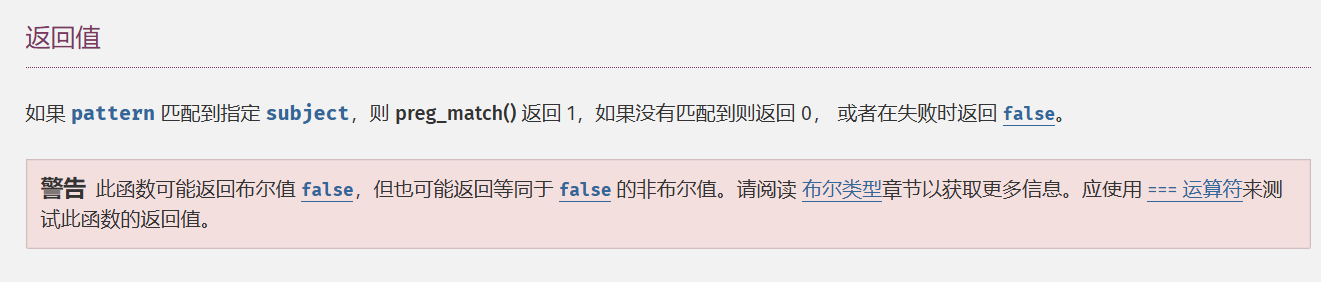 返回值
如果 pattern 匹配到指定 subject，则 preg_match() 返回 1，如果没有匹配到则返回 0， 或者在失败时返回 false。
警告 此函数可能返回布尔值 false，但也可能返回等同于 false 的非布尔值。请阅读 布尔类型章节以获取更多信息。应使用 === 运算符来测
试此函数的返回值。